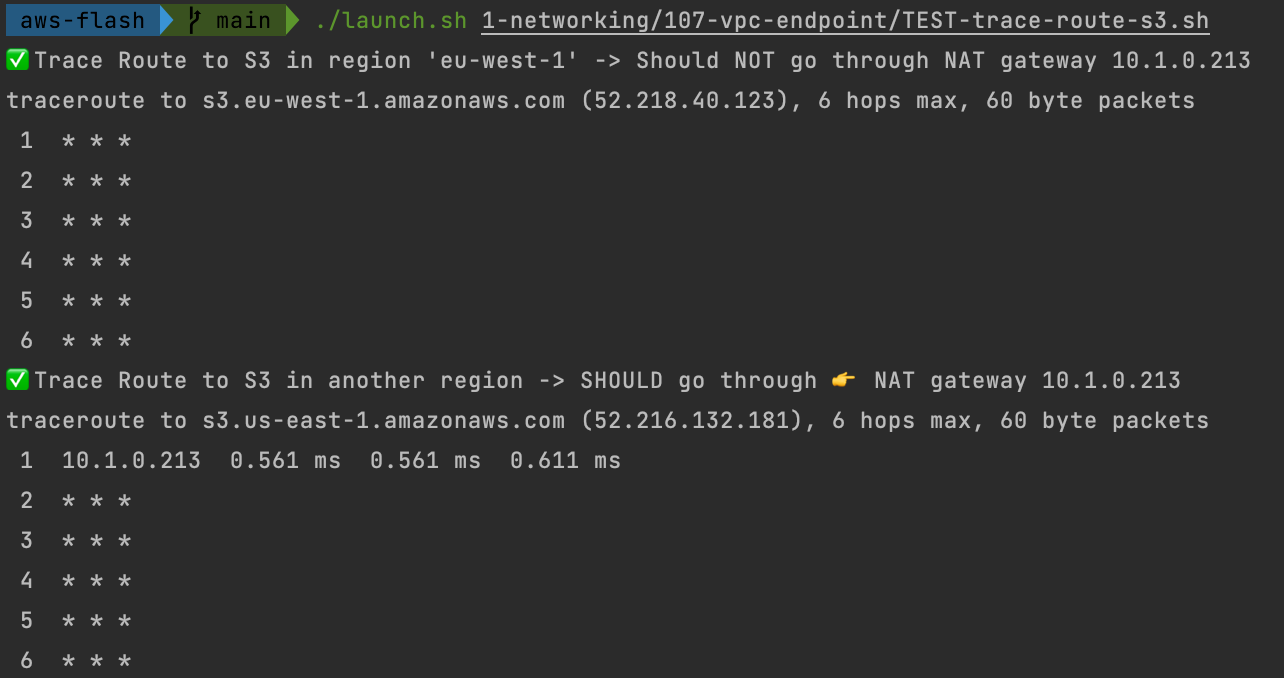 aws-flash main ./launch.sh 1-networking/107-vpc-endpoint/TEST-trace-route-s3.sh
✅Trace Route to S3 in region 'eu-west-1' -> Should NOT go through NAT gateway 10.1.0.213
traceroute to s3.eu-west-1.amazonaws.com (52.218.40.123), 6 hops max, 60 byte packets
1 * * *
2 * * *
3 * * *
4 * * *
5 * * *
6 * * *
✅Trace Route to S3 in another region -> SHOULD go through 👉 NAT gateway 10.1.0.213
traceroute to s3.us-east-1.amazonaws.com (52.216.132.181), 6 hops max, 60 byte packets
1 10.1.0.213 0.561 ms 0.561 ms 0.611 ms
2 * * *
3 * * *
4 * * *
5 * * *
6 * * *